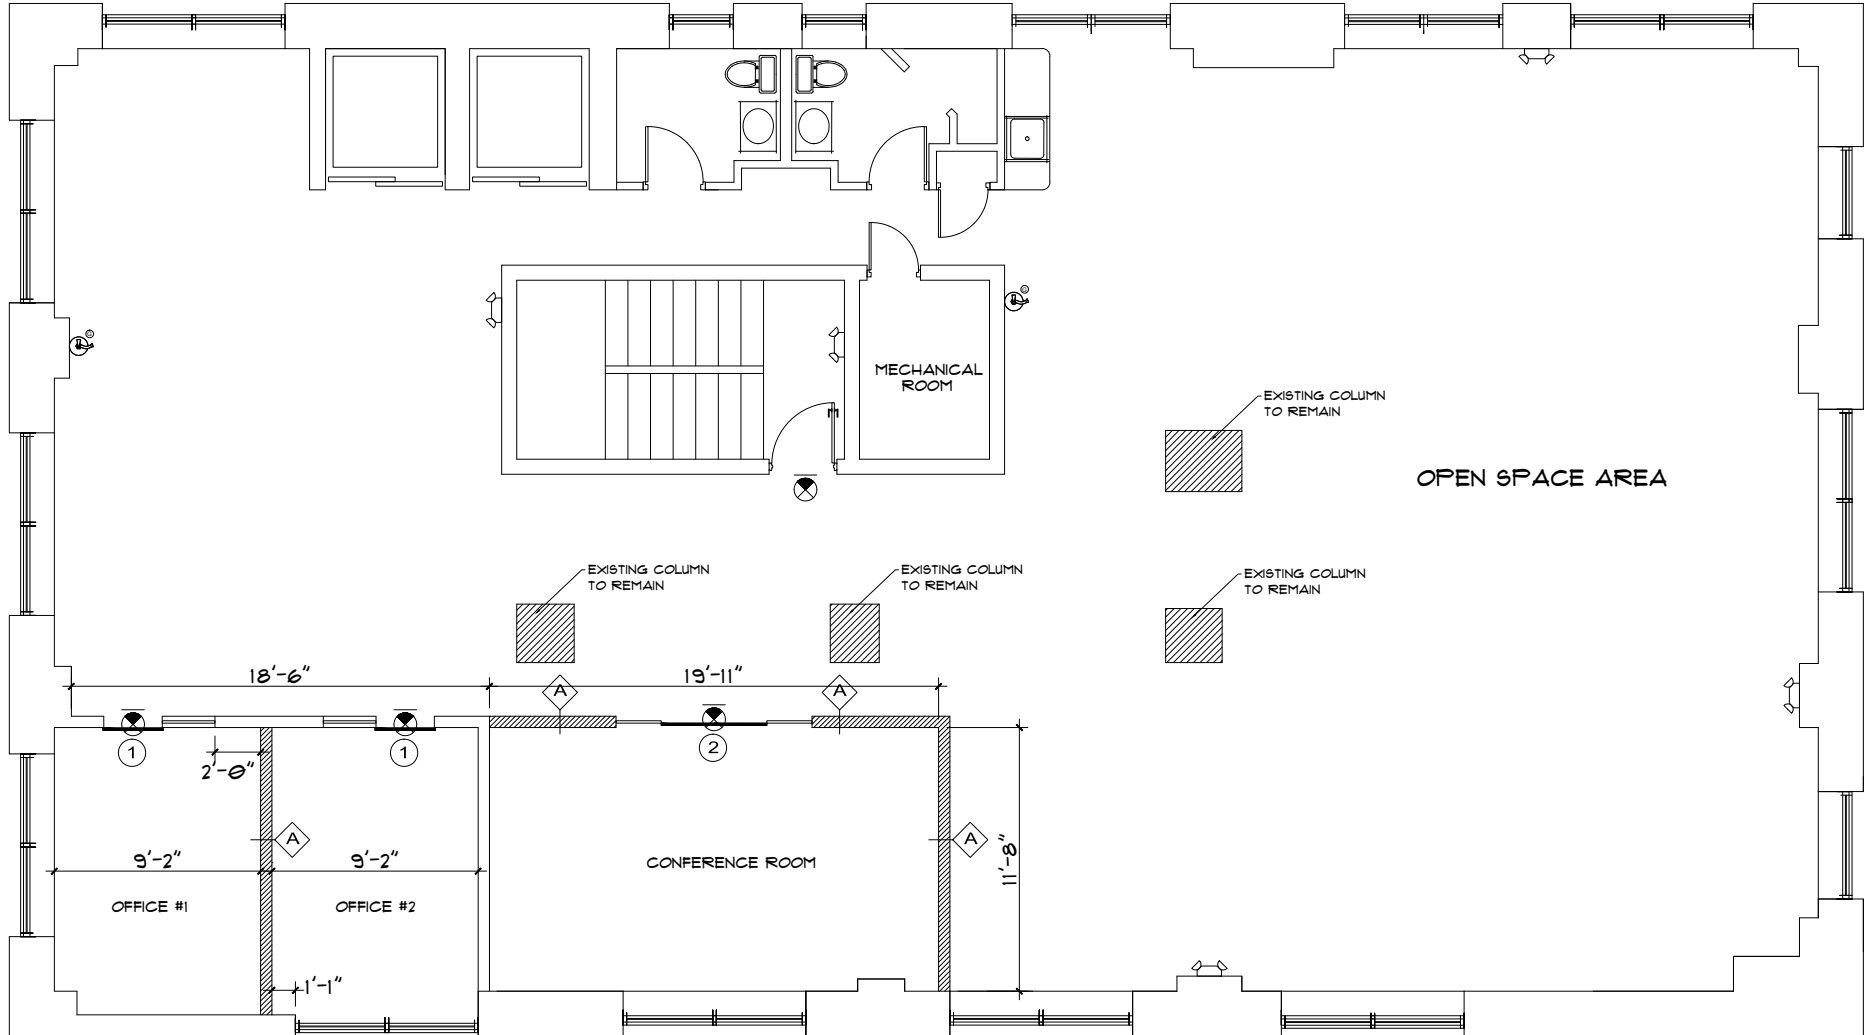 MECHANICAL
ROOM
EXISTING COLUMN
TO REMAIN
OPEN SPACE AREA
EXISTING COLUMN
TO REMAIN
EXISTING COLUMN
TO REMAIN
EXISTING COLUMN
TO REMAIN
18'-6"
19'-11"
A
A
1
1
2
2'-0"
A
A
9'-2"
9'-2"
CONFERENCE ROOM
11'-8"
OFFICE #1
OFFICE #2
1'-1"